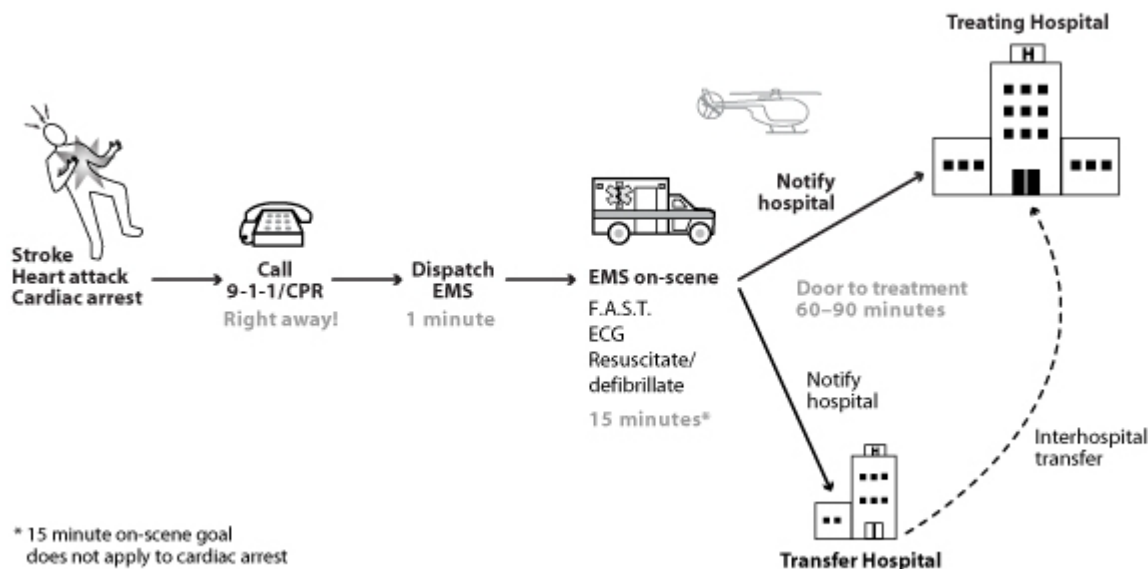 Treating Hospital
H
Notify
hospital
Stroke
Heart attack
Cardiac arrest
Call
9-1-1/CPR
Right away!
Dispatch
EMS
1 minute
EMS on-scene
F.A.S.T.
ECG
Resuscitate/
defibrillate
15 minutes*
Door to treatment
60–90 minutes
Notify
hospital
Interhospital
transfer
H
Transfer Hospital
* 15 minute on-scene goal
does not apply to cardiac arrest